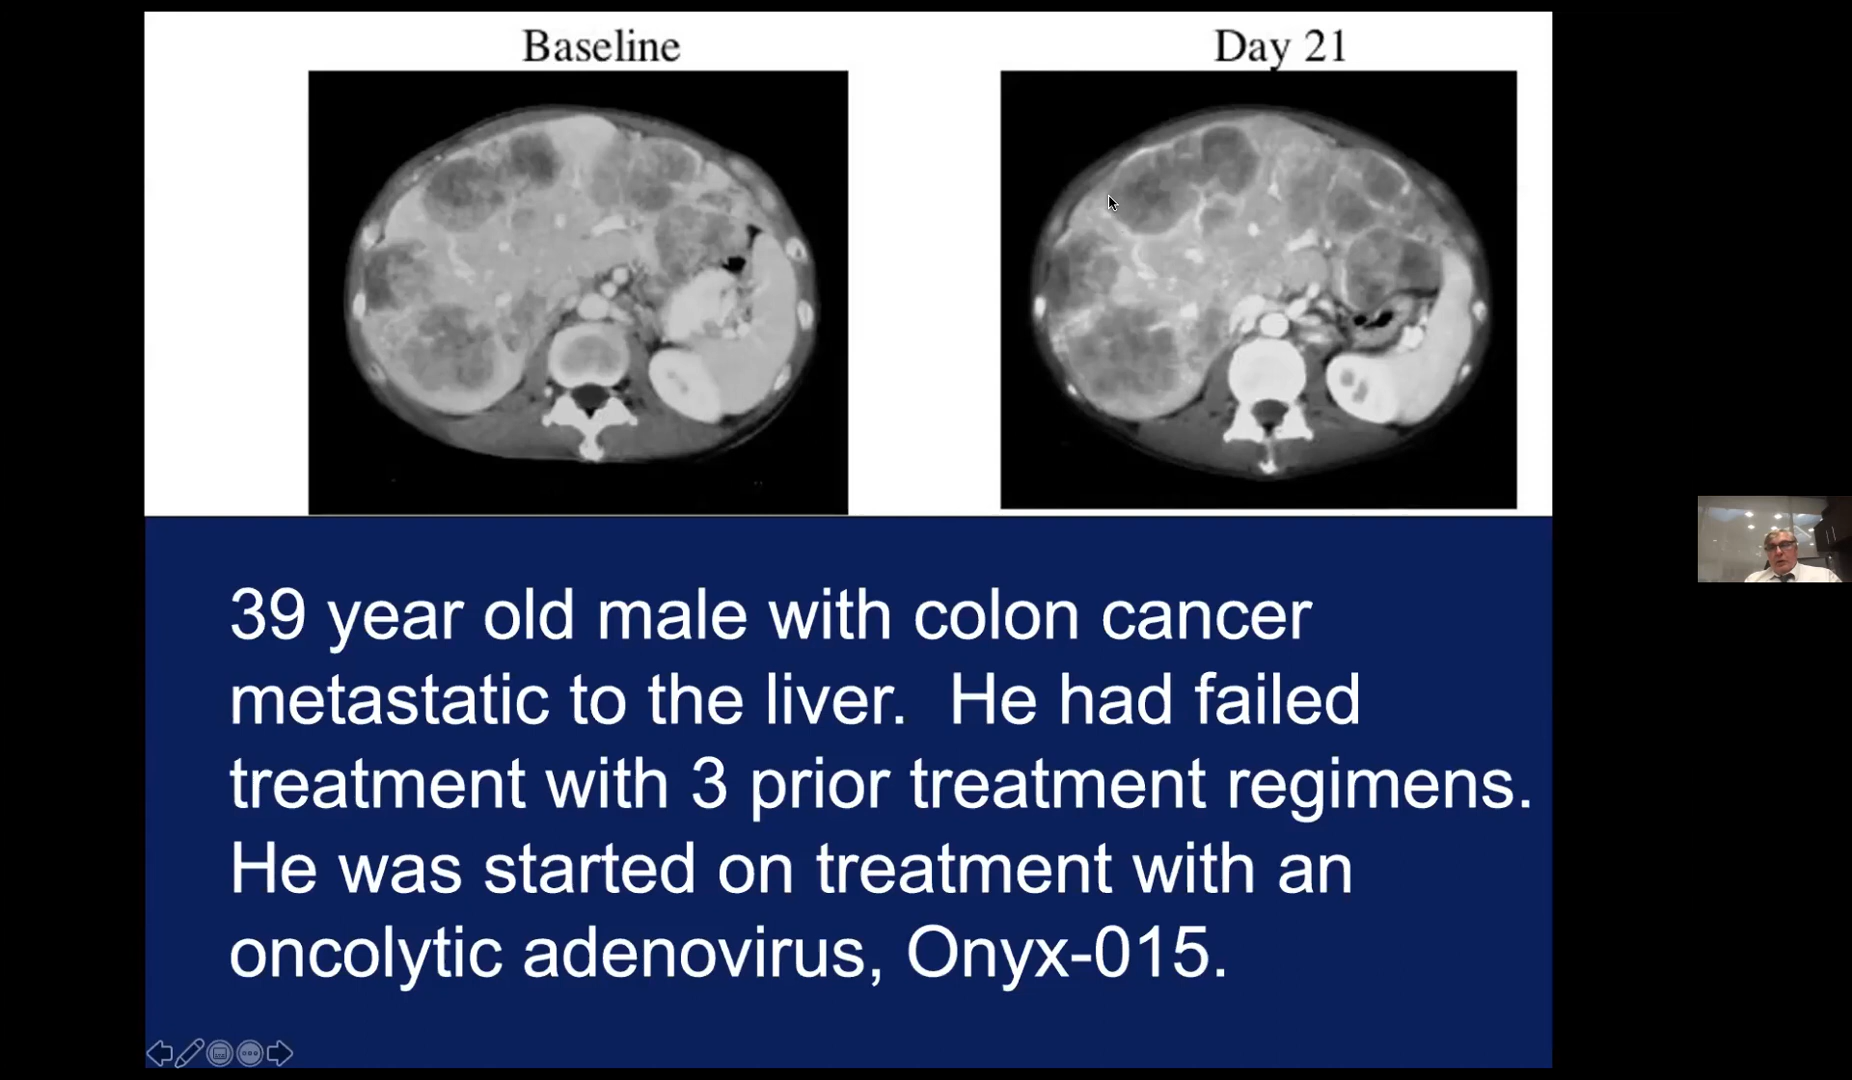 Baseline
Day 21
39 year old male with colon cancer
metastatic to the liver.  He had failed
treatment with 3 prior treatment regimens.
He was started on treatment with an
oncolytic adenovirus, Onyx-015.